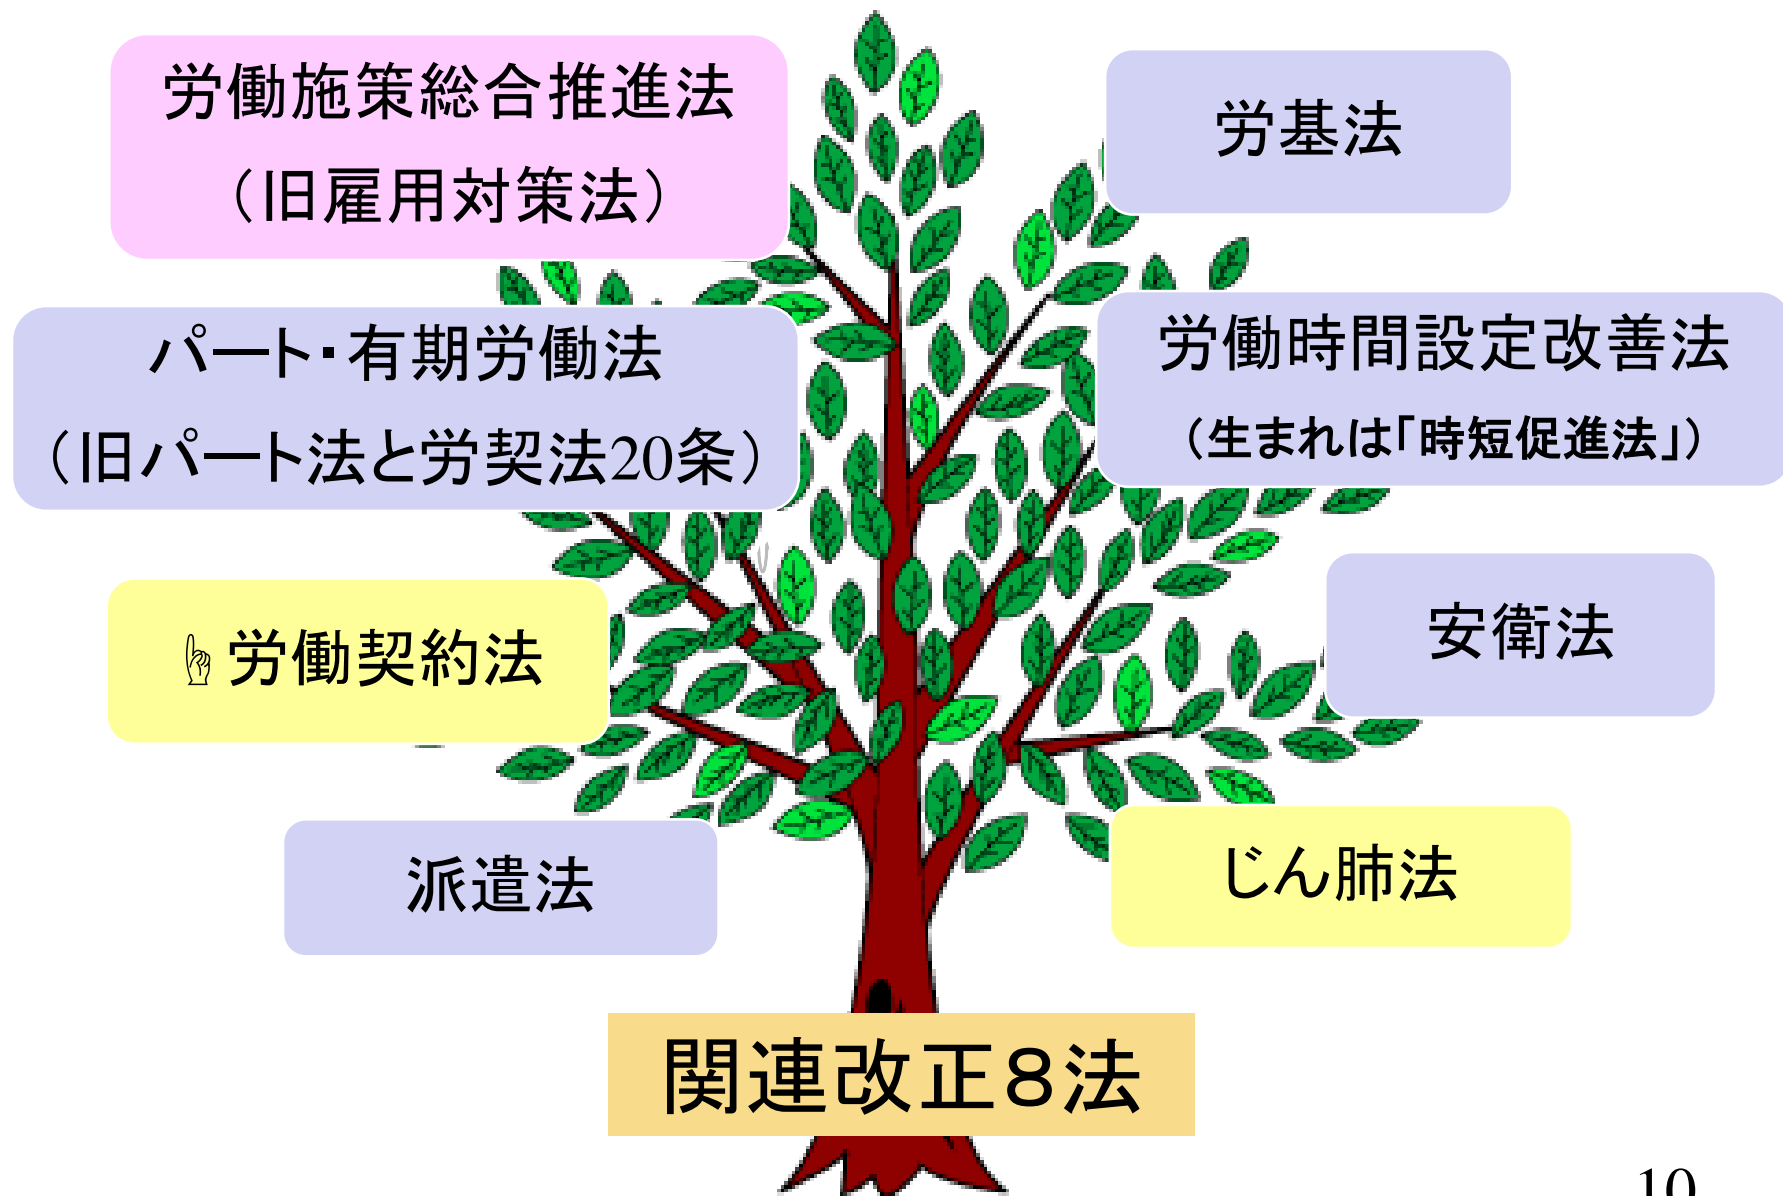 労働施策総合推進法
（旧雇用対策法）
パート・有期労働法
（旧パート法と労契法20条）
☝労働契約法
派遣法
労基法
労働時間設定改善法
（生まれは「時短促進法」）
安衛法
じん肺法
関連改正８法
10